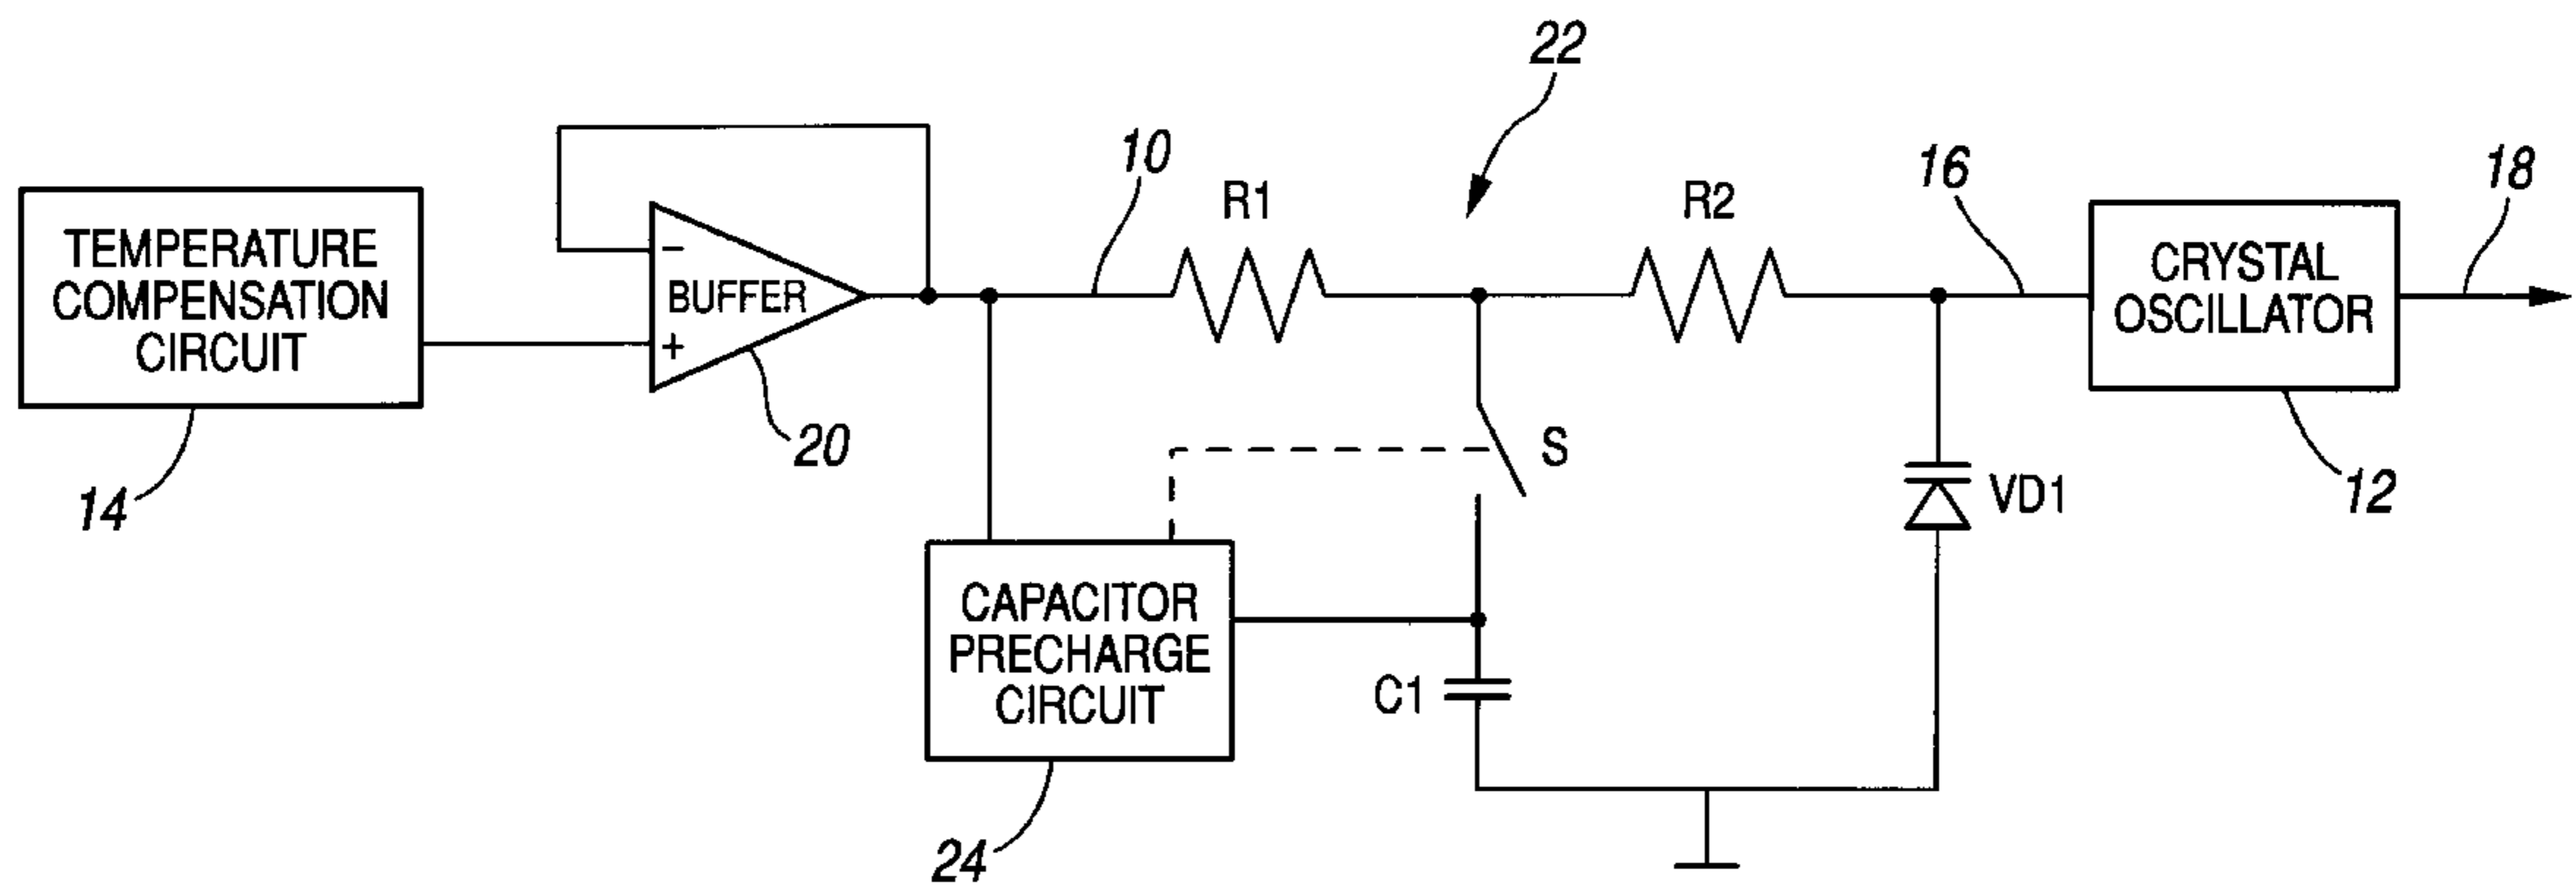 22
10
R1
R2
16
18
TEMPERATURE
COMPENSATION
CIRCUIT
−
BUFFER
+
CRYSTAL
OSCILLATOR
20
S
14
VD1
12
CAPACITOR
PRECHARGE
CIRCUIT
C1
24